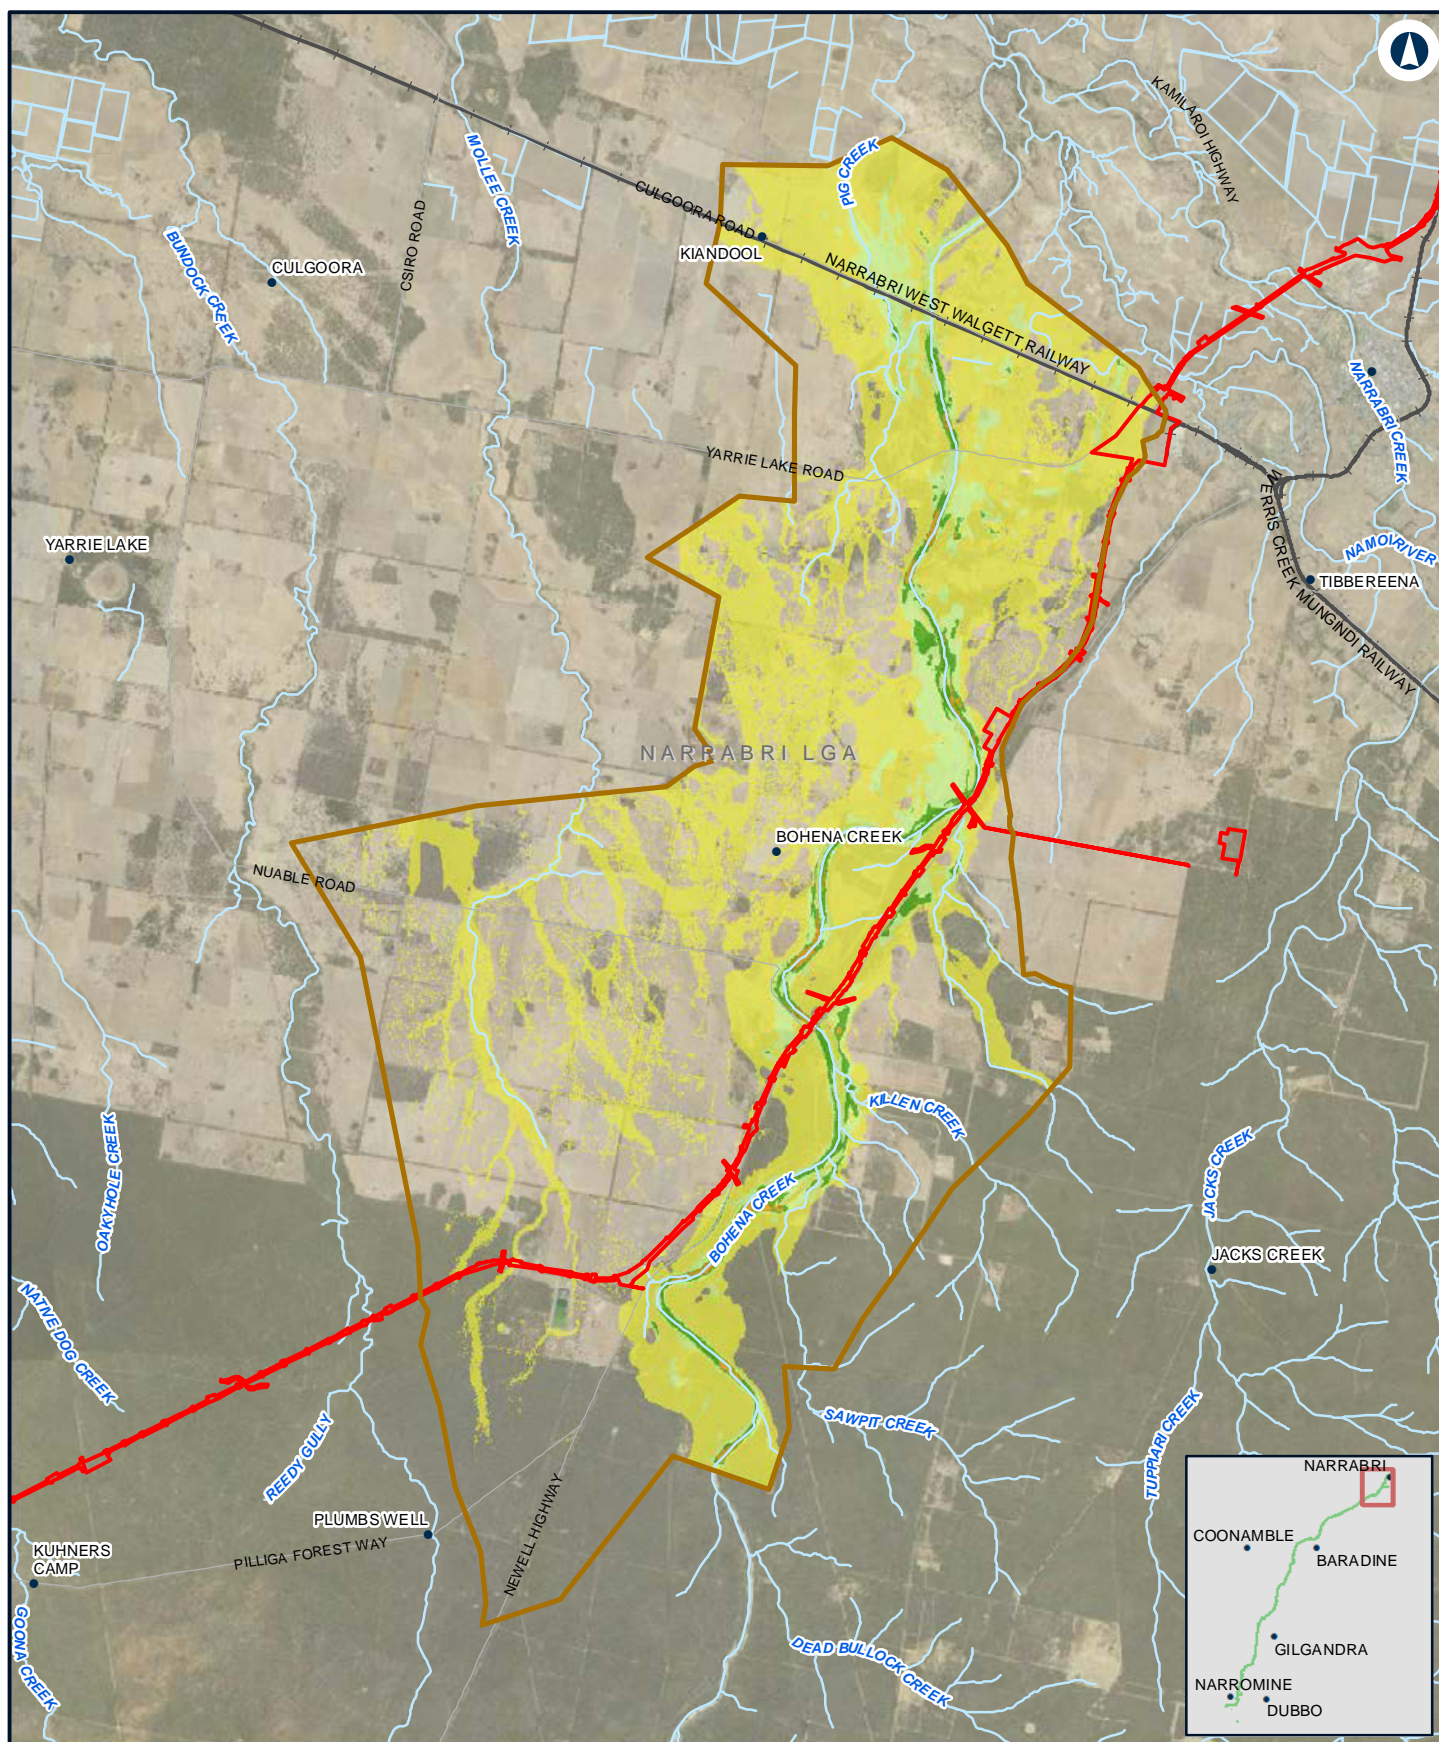 KAMILAROI HIGHWAY
PIG CREEK
MOLLEE CREEK
CULGOORA ROAD
CSIRO ROAD
KIANDOOL
BUNDOCK CREEK
CULGOORA
NARRABRI WEST WALGETT RAILWAY
NARRABRI CREEK
YARRIE LAKE ROAD
YARRIE LAKE
NAMOI RIVER
TIBBEREENA
MERRIS CREEK MUNGINDI RAILWAY
NARRABRI LGA
BOHENA CREEK
NUABLE ROAD
KILLEN CREEK
OAKYHOLE CREEK
JACKS CREEK
BOHENA CREEK
JACKS CREEK
NATIVE DOG CREEK
SAWPIT CREEK
TUPPIARI CREEK
REEDY GULLY
NARRABRI
PLUMBS WELL
NEWELL HIGHWAY
COONAMBLE
BARADINE
KUHNERS
CAMP
PILLIGA FOREST WAY
GOONA CREEK
DEAD BULLOCK CREEK
GILGANDRA
NARROMINE
DUBBO